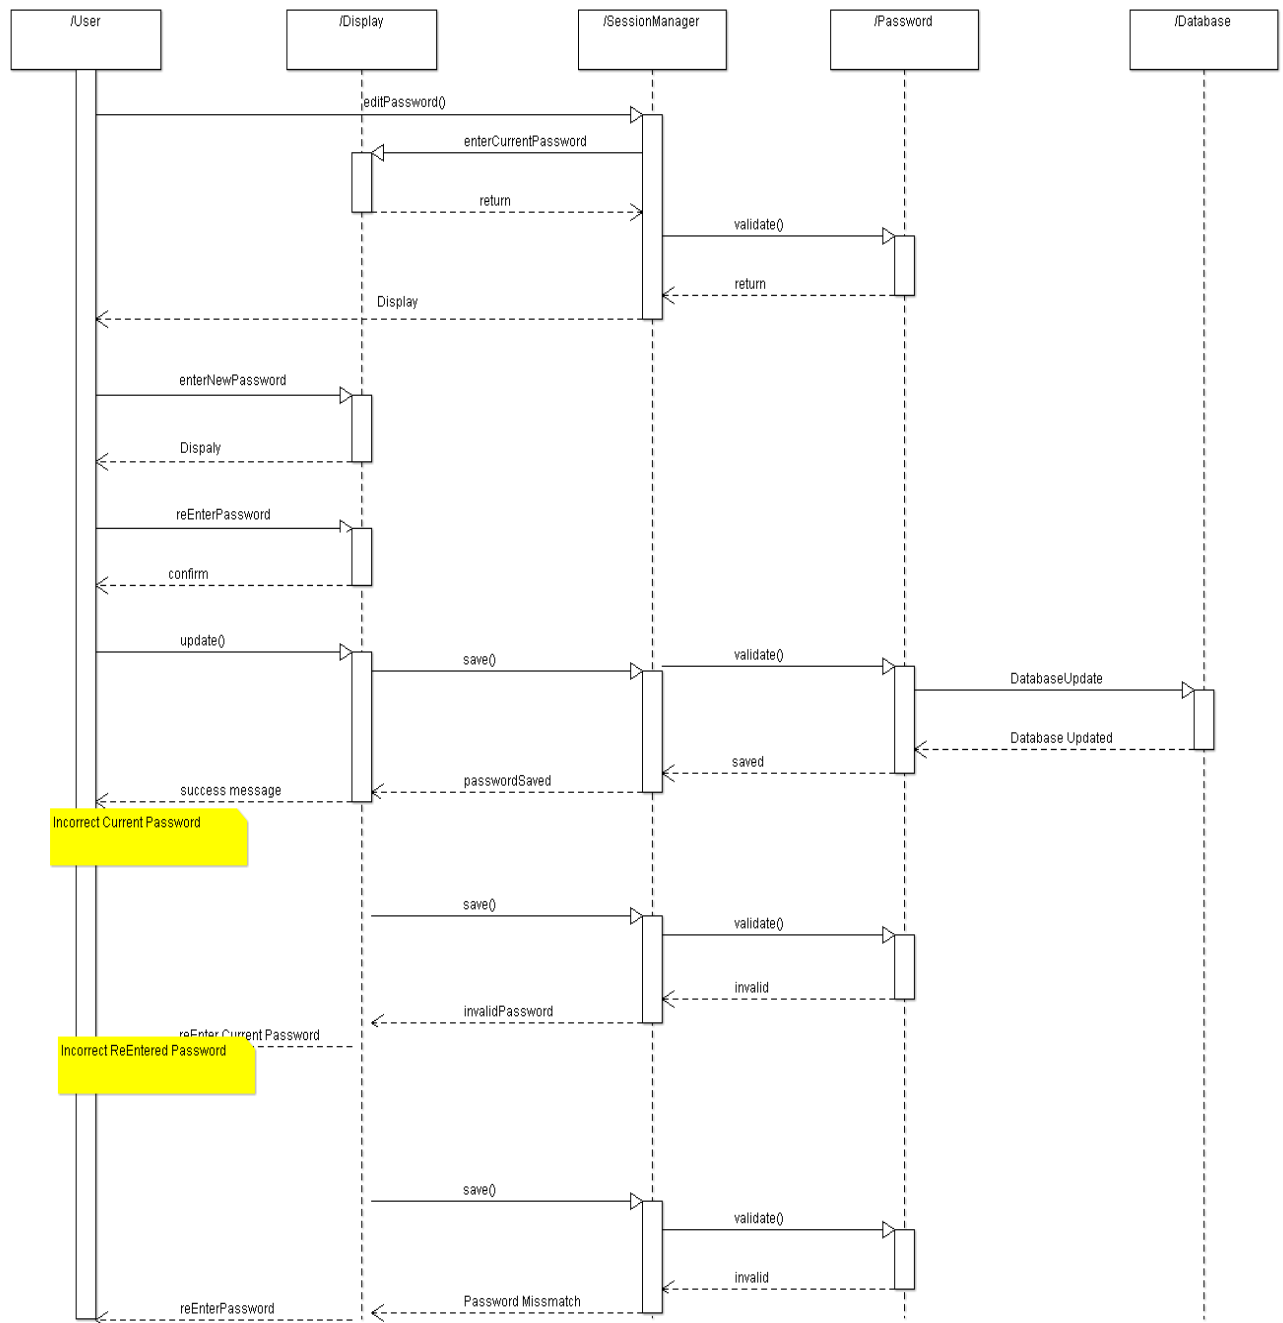 /User
/Display
/SessionManager
/Password
/Database
editPassword()
enterCurrentPassword
return
validate()
return
Display
enterNewPassword
Dispaly
reEnterPassword
confirm
update()
save()
validate()
DatabaseUpdate
Database Updated
saved
passwordSaved
success message
Incorrect Current Password
save()
validate()
invalid
invalidPassword
reEnter Current Password
Incorrect ReEntered Password
save()
validate()
invalid
Password Missmatch
reEnterPassword